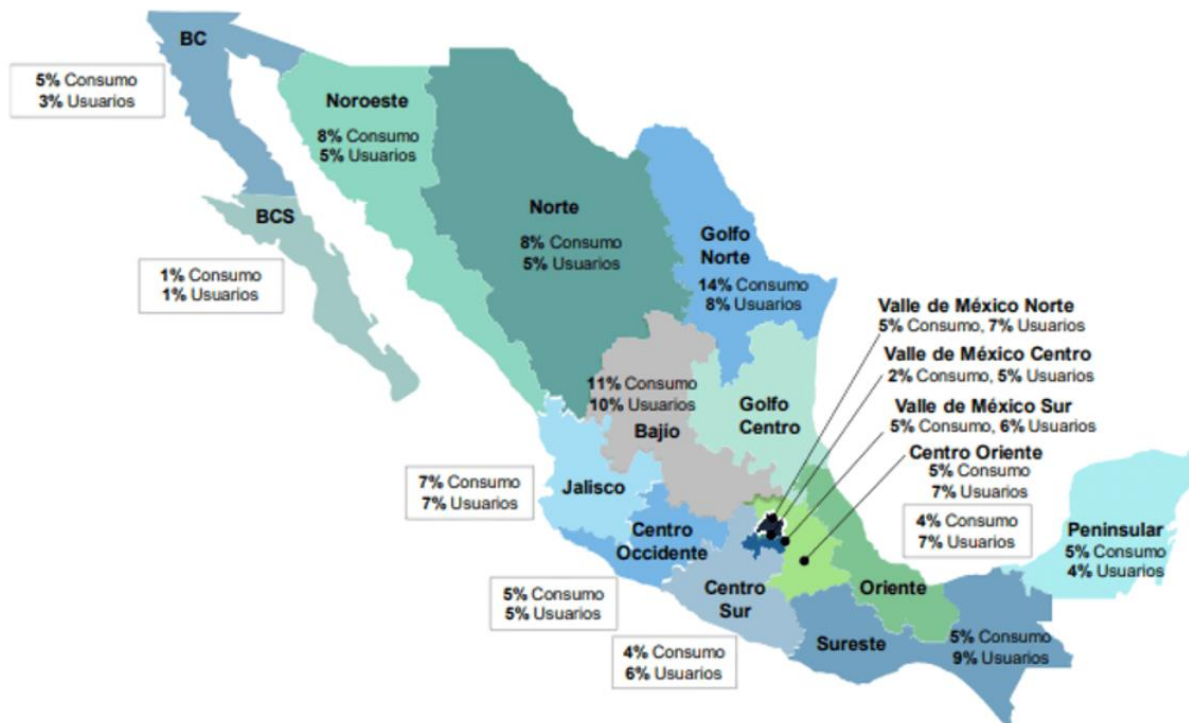 BC
5% Consumo
3% Usuarios
Noroeste
8% Consumo
5% Usuarios
BCS
1% Consumo
1% Usuarios
Norte
8% Consumo
5% Usuarios
Golfo
Norte
14% Consumo
8% Usuarios
Valle de México Norte
5% Consumo, 7% Usuarios
Valle de México Centro
2% Consumo, 5% Usuarios
Valle de México Sur
5% Consumo, 6% Usuarios
Centro Oriente
5% Consumo
7% Usuarios
11% Consumo
10% Usuarios
Bajío
Golfo
Centro
7% Consumo
7% Usuarios
Jalisco
Centro
Occidente
5% Consumo
5% Usuarios
Centro
Sur
4% Consumo
6% Usuarios
4% Consumo
7% Usuarios
Oriente
Peninsular
5% Consumo
4% Usuarios
Sureste
5% Consumo
9% Usuarios